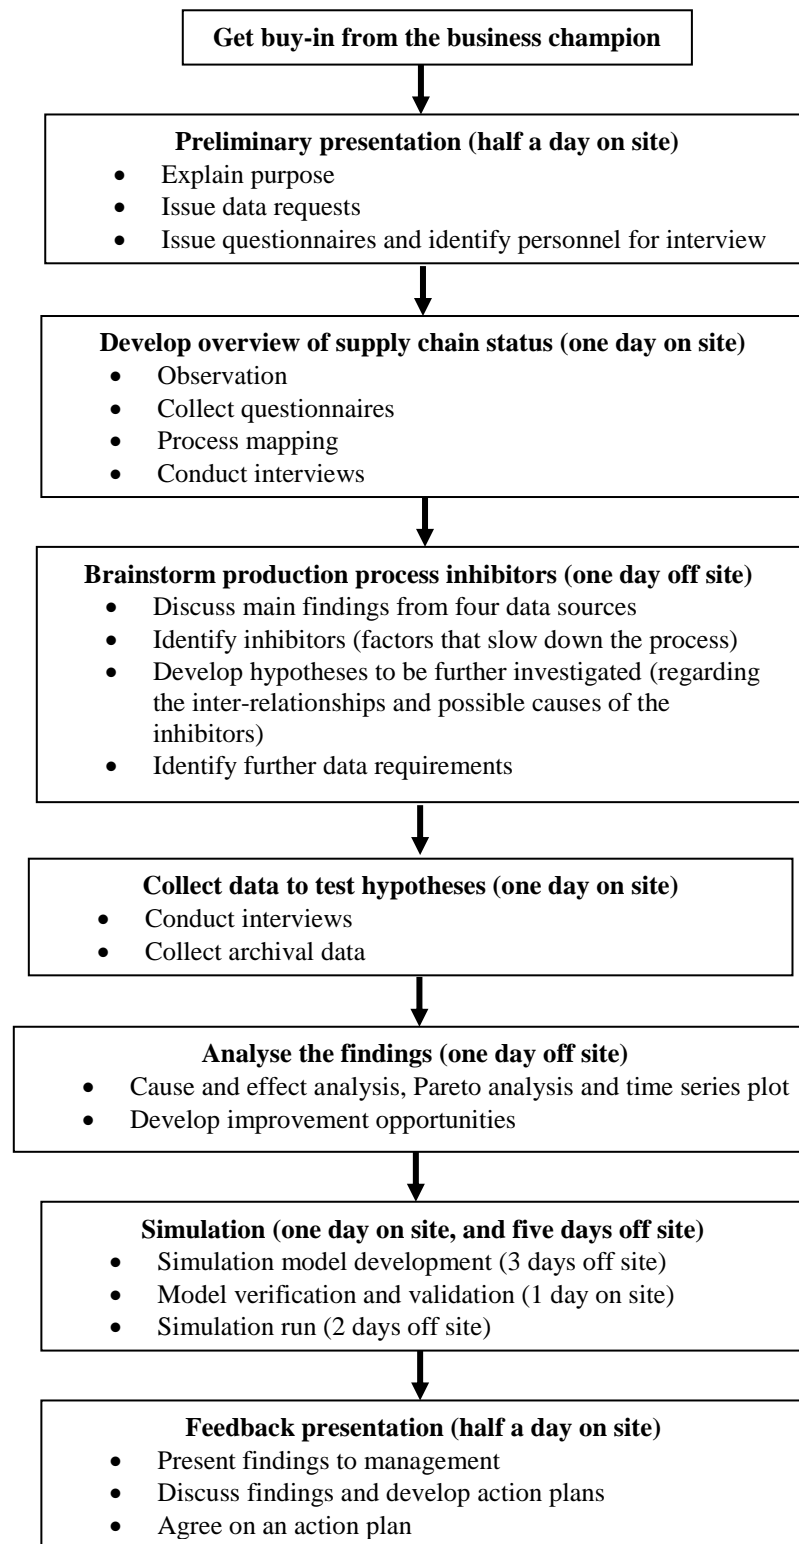 Get buy-in from the business champion
Preliminary presentation (half a day on site)
• Explain purpose
• Issue data requests
• Issue questionnaires and identify personnel for interview
Develop overview of supply chain status (one day on site)
• Observation
• Collect questionnaires
• Process mapping
• Conduct interviews
Brainstorm production process inhibitors (one day off site)
• Discuss main findings from four data sources
• Identify inhibitors (factors that slow down the process)
• Develop hypotheses to be further investigated (regarding
the inter-relationships and possible causes of the
inhibitors)
• Identify further data requirements
Collect data to test hypotheses (one day on site)
• Conduct interviews
• Collect archival data
Analyse the findings (one day off site)
• Cause and effect analysis, Pareto analysis and time series plot
• Develop improvement opportunities
Simulation (one day on site, and five days off site)
• Simulation model development (3 days off site)
• Model verification and validation (1 day on site)
• Simulation run (2 days off site)
Feedback presentation (half a day on site)
• Present findings to management
• Discuss findings and develop action plans
• Agree on an action plan